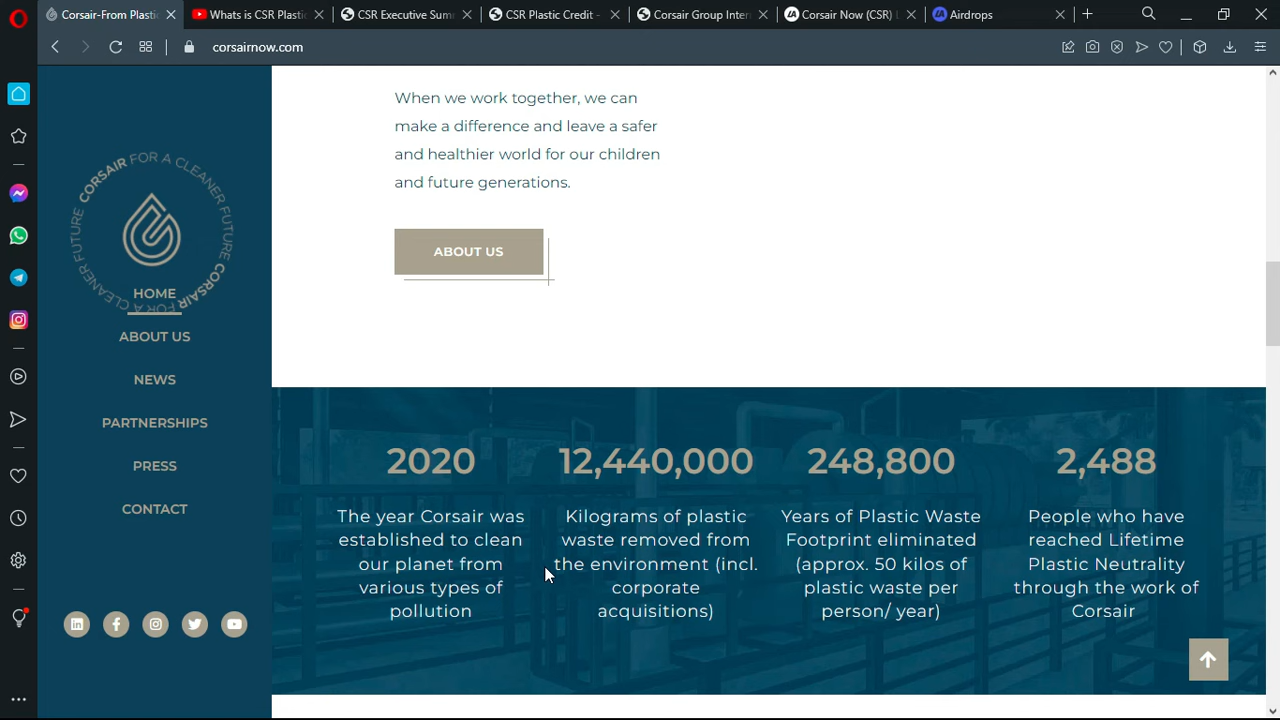 Corsair-From Plasti
Whats is CSR Plastic
CSR Executive Sum
CSR Plastic Credit -
Corsair Group Inter
Corsair Now (CSR) L
Airdrops
corsairnow.com
CORSAIR FOR A CLEANER FUTURE CORSAIR FOR A CLEANER FUTURE
HOME
ABOUT US
NEWS
PARTNERSHIPS
PRESS
CONTACT
When we work together, we can
make a difference and leave a safer
and healthier world for our children
and future generations.
ABOUT US
2020
The year Corsair was
established to clean
our planet from
various types of
pollution
12,440,000
Kilograms of plastic
waste removed from
the environment (incl.
corporate
acquisitions)
248,800
Years of Plastic Waste
Footprint eliminated
(approx. 50 kilos of
plastic waste per
person/ year)
2,488
People who have
reached Lifetime
Plastic Neutrality
through the work of
Corsair